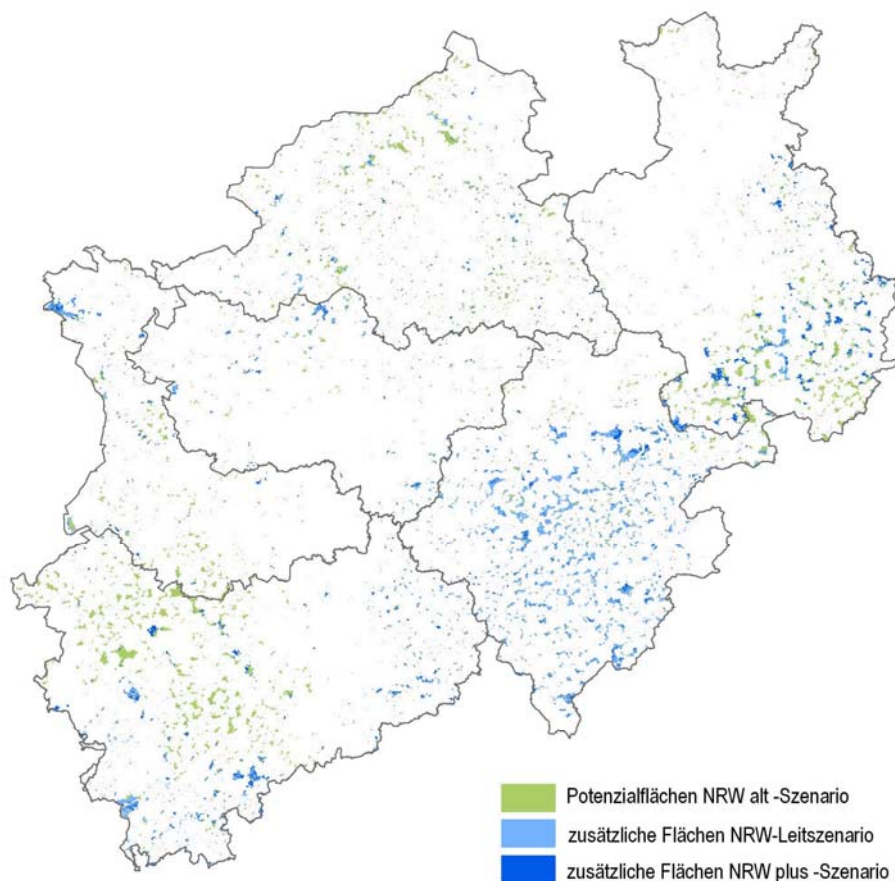 Potenzialflächen NRW alt -Szenario
zusätzliche Flächen NRW-Leitszenario
zusätzliche Flächen NRW plus -Szenario